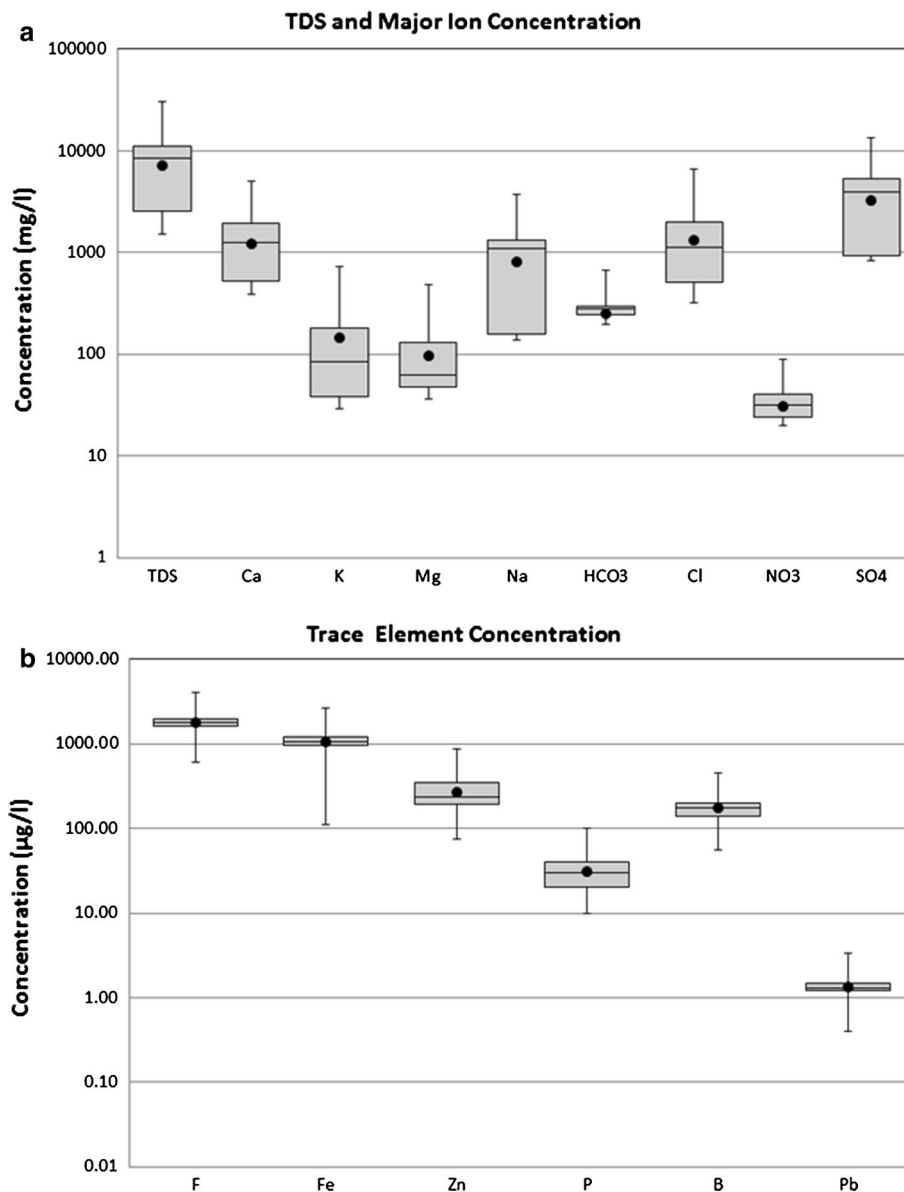 a
TDS and Major Ion Concentration
100000
10000
1000
100
10
1
Concentration (mg/l)
TDS Ca K Mg Na HCO3 Cl NO3 SO4
b
Trace Element Concentration
10000.00
1000.00
100.00
10.00
1.00
0.10
0.01
Concentration (µg/l)
F Fe Zn P B Pb